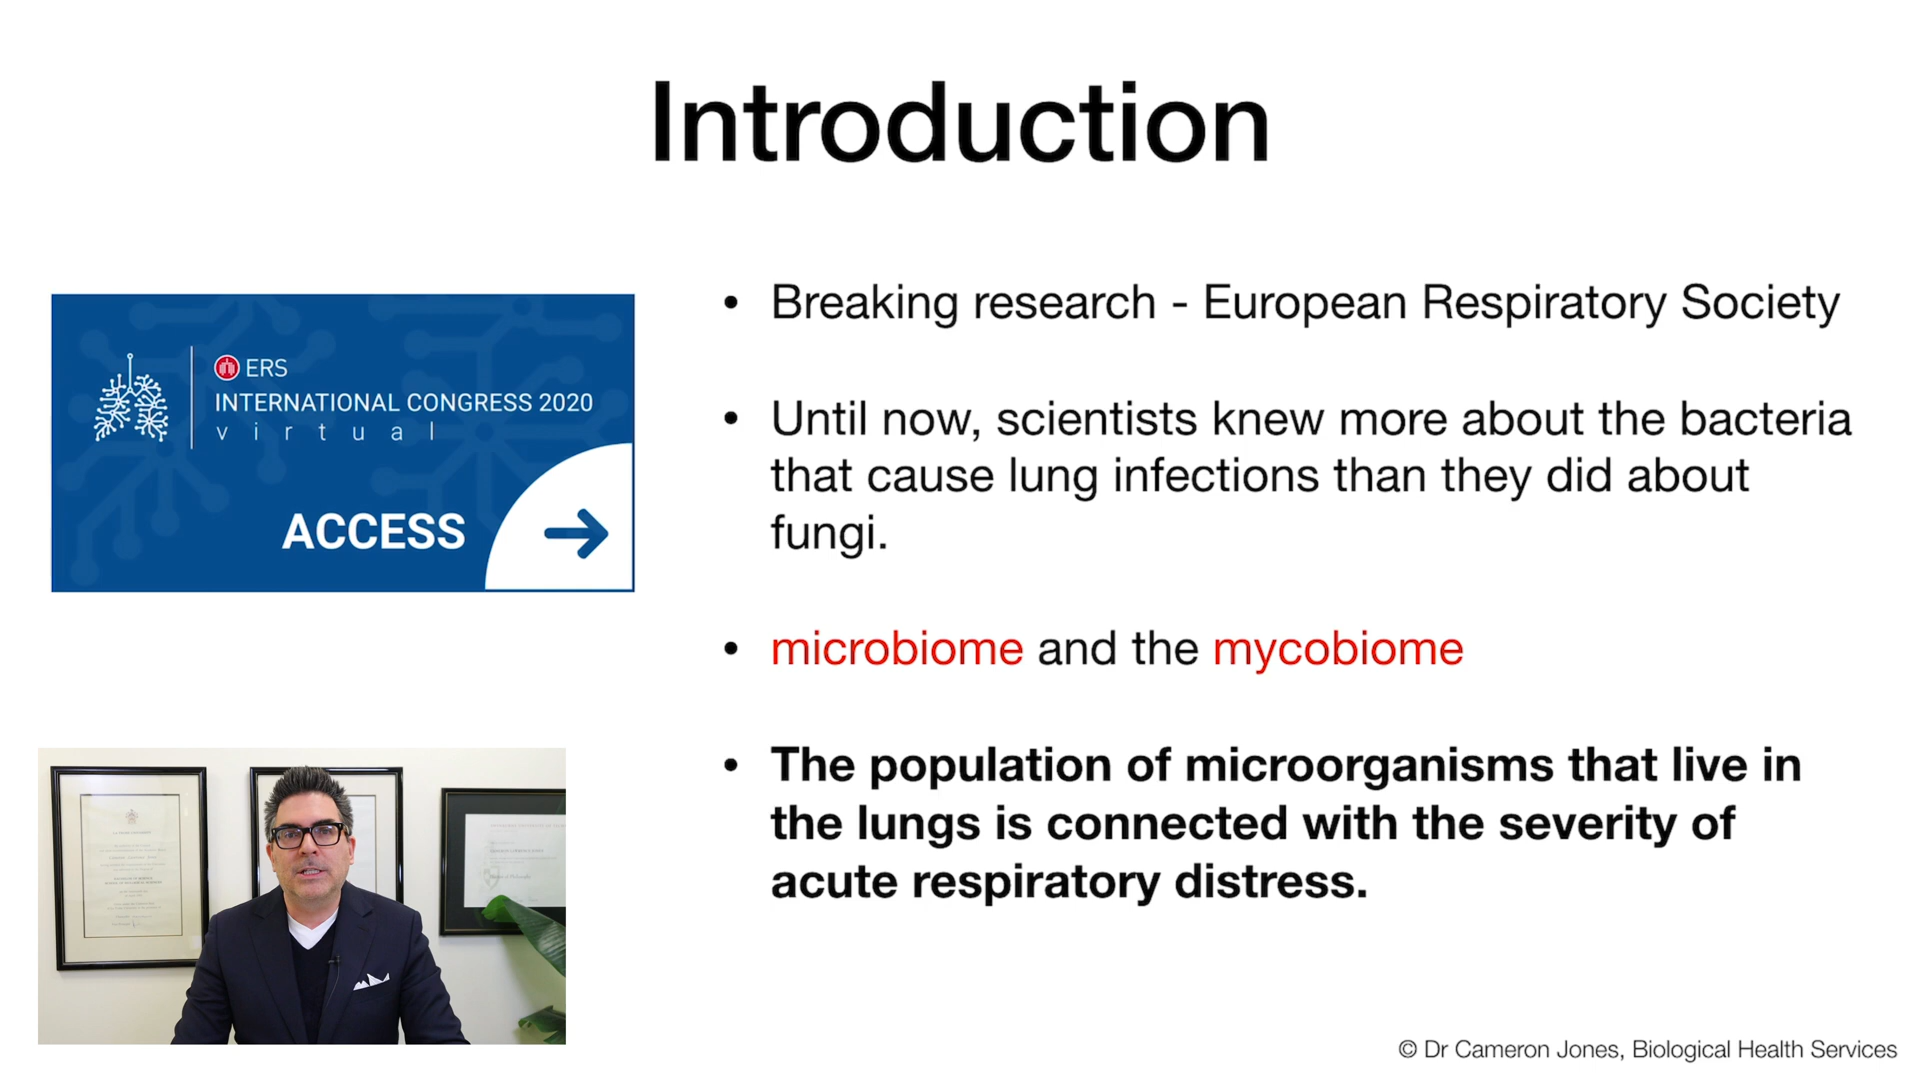 Introduction
ERS
INTERNATIONAL CONGRESS 2020
virtual
ACCESS
• Breaking research - European Respiratory Society
• Until now, scientists knew more about the bacteria
that cause lung infections than they did about
fungi.
• microbiome and the mycobiome
• The population of microorganisms that live in
the lungs is connected with the severity of
acute respiratory distress.
© Dr Cameron Jones, Biological Health Services